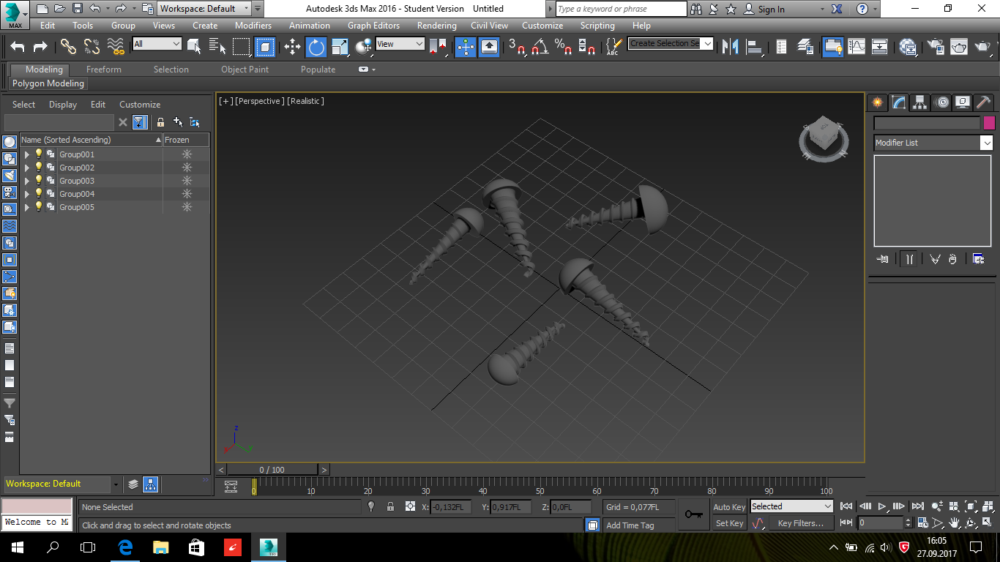 Workspace: Default
Autodesk 3ds Max 2016 - Student Version Untitled
Type a keyword or phrase
Sign In
MAX
Edit Tools Group Views Create Modifiers Animation Graph Editors Rendering Civil View Customize Scripting Help
All
View
3
ABC
Create Selection Se
Modeling Freeform Selection Object Paint Populate
Polygon Modeling
Select Display Edit Customize
Name (Sorted Ascending) Frozen
Group001
Group002
Group003
Group004
Group005
[+] [Perspective ] [Realistic ]
TOP
z
x
y
Modifier List
0 / 100
Workspace: Default
0 10 20 30 40 50 60 70 80 90 100
None Selected
X: -0,132FL Y: 0,917FL Z: 0,0FL
Grid = 0,077FL
Auto Key
Selected
Welcome to M
Click and drag to select and rotate objects
Add Time Tag
Set Key
Key Filters...
0
16:05
27.09.2017